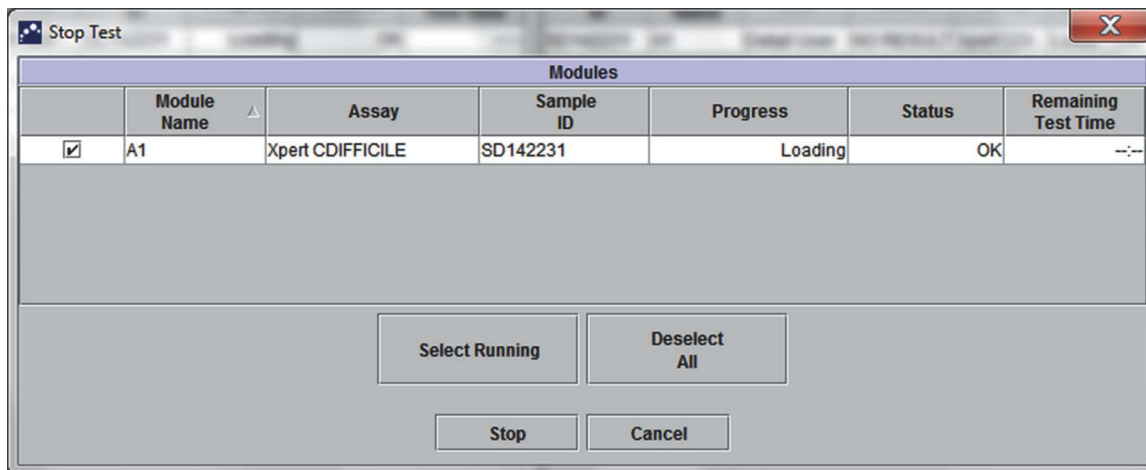 Stop Test
Modules
Module Name Assay Sample ID Progress Status Remaining Test Time
A1 Xpert CDIFFICILE SD142231 Loading OK --:--
Select Running Deselect All
Stop Cancel